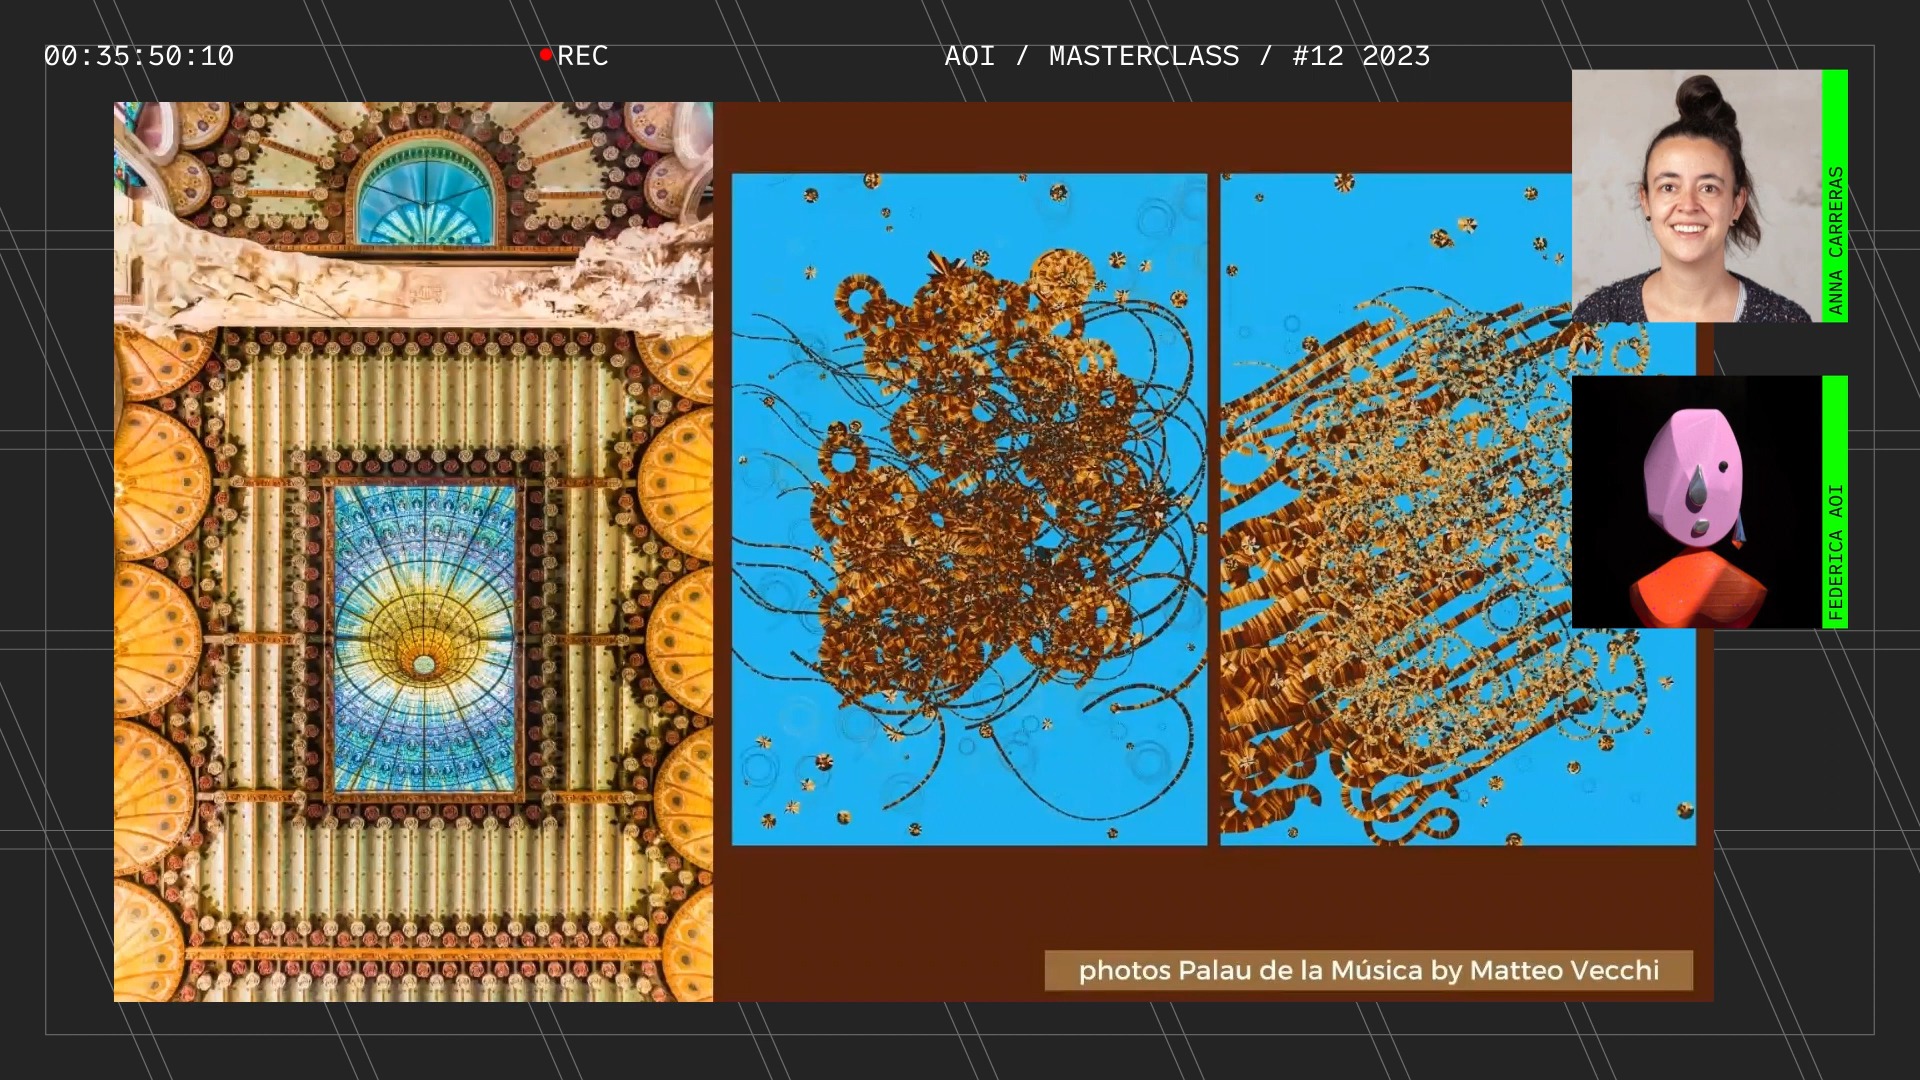 00:35:50:10
REC
AOI / MASTERCLASS / #12 2023
ANNA CARRERAS
FEDERICA AOI
photos Palau de la Música by Matteo Vecchi